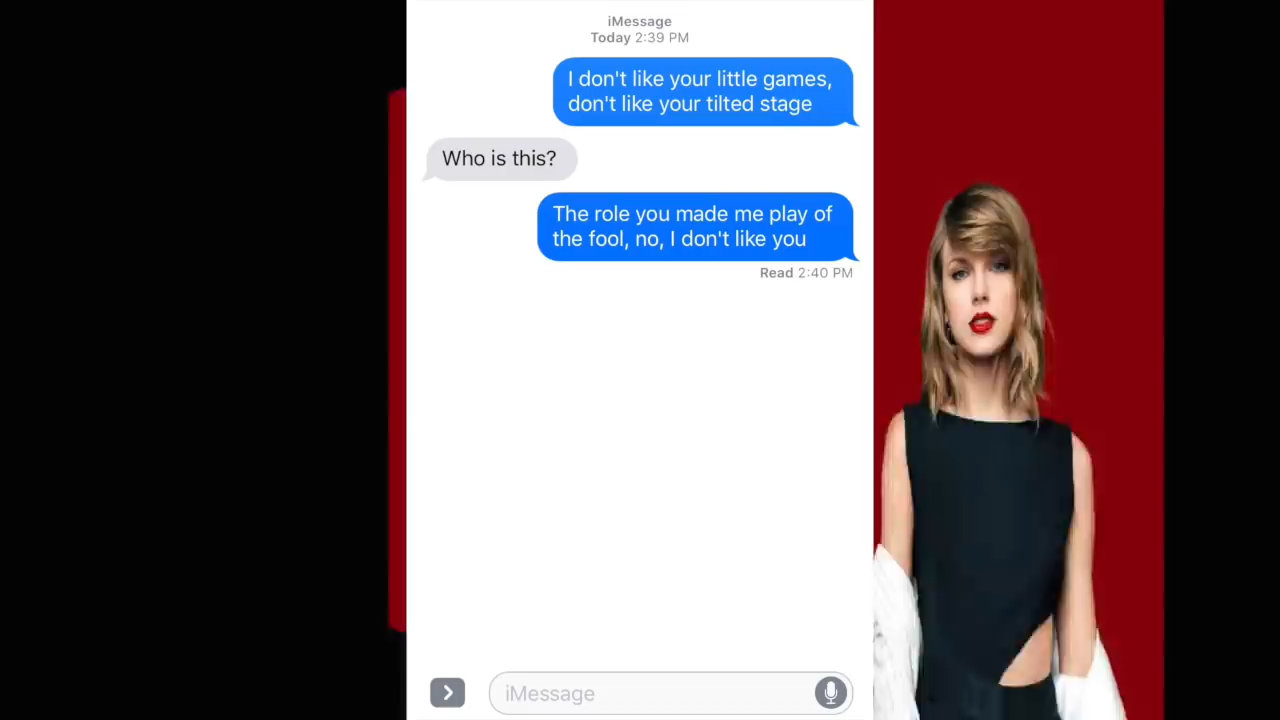 iMessage
Today 2:39 PM
I don't like your little games,
don't like your tilted stage
Who is this?
The role you made me play of
the fool, no, I don't like you
Read 2:40 PM
iMessage